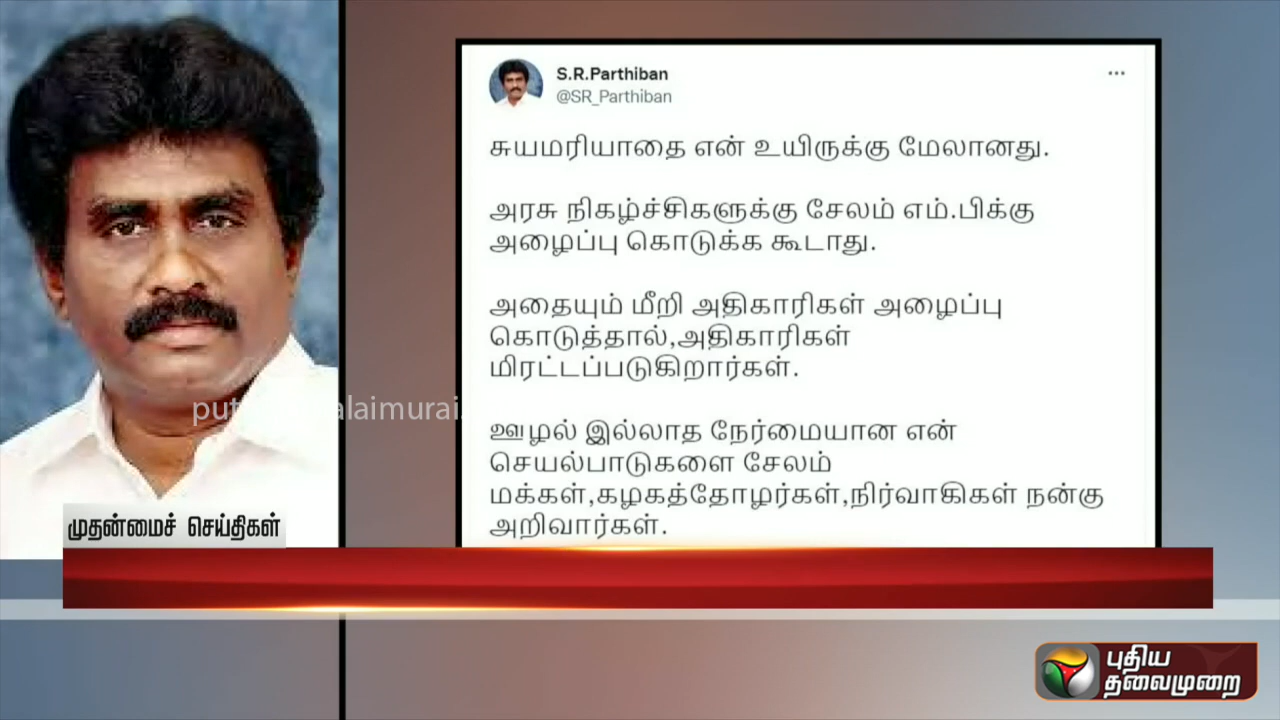 S.R.Parthiban
@SR_Parthiban
...
சுயமரியாதை என் உயிருக்கு மேலானது.
அரசு நிகழ்ச்சிகளுக்கு சேலம் எம்.பிக்கு
அழைப்பு கொடுக்க கூடாது.
அதையும் மீறி அதிகாரிகள் அழைப்பு
கொடுத்தால்,அதிகாரிகள்
மிரட்டப்படுகிறார்கள்.
ஊழல் இல்லாத நேர்மையான என்
செயல்பாடுகளை சேலம்
மக்கள்,கழகத்தோழர்கள்,நிர்வாகிகள் நன்கு
அறிவார்கள்.
முதன்மைச் செய்திகள்
புதிய
தலைமுறை